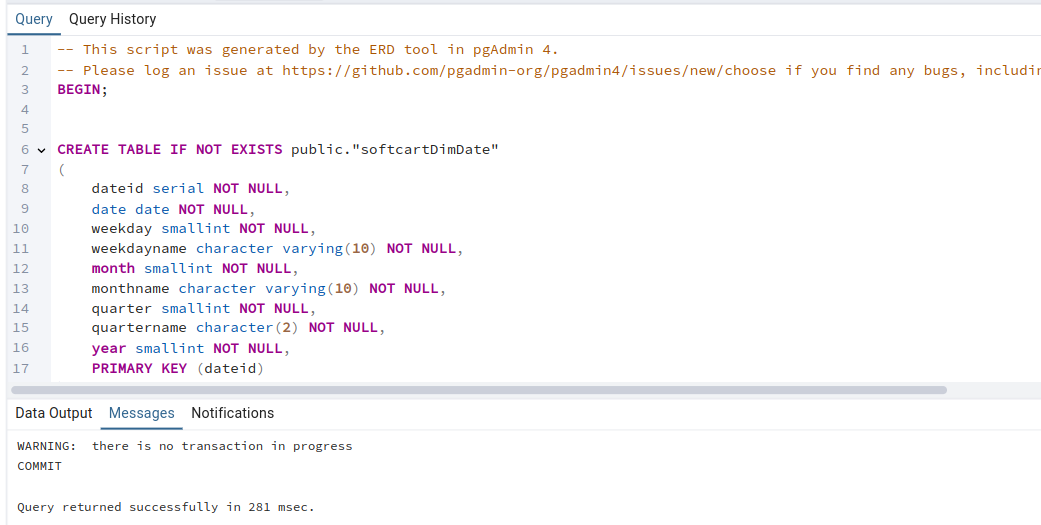 Query Query History
1 -- This script was generated by the ERD tool in pgAdmin 4.
2 -- Please log an issue at https://github.com/pgadmin-org/pgadmin4/issues/new/choose if you find any bugs,
3 BEGIN;
4
5
6 CREATE TABLE IF NOT EXISTS public."softcartDimDate"
7 (
8 dateid serial NOT NULL,
9 date date NOT NULL,
10 weekday smallint NOT NULL,
11 weekdayname character varying(10) NOT NULL,
12 month smallint NOT NULL,
13 monthname character varying(10) NOT NULL,
14 quarter smallint NOT NULL,
15 quartername character(2) NOT NULL,
16 year smallint NOT NULL,
17 PRIMARY KEY (dateid)
Data Output Messages Notifications
WARNING: there is no transaction in progress
COMMIT
Query returned successfully in 281 msec.